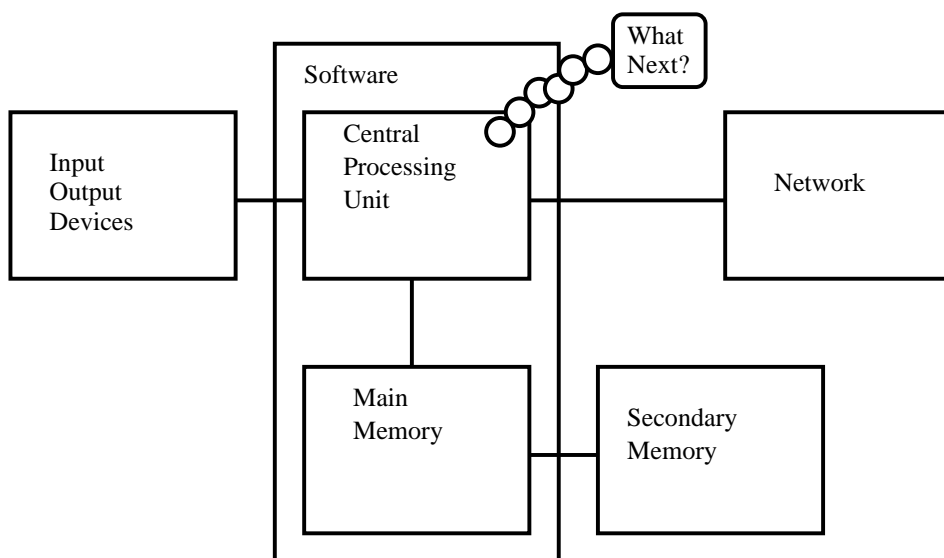 What
Next?
Software
Input
Output
Devices
Central
Processing
Unit
Network
Main
Memory
Secondary
Memory